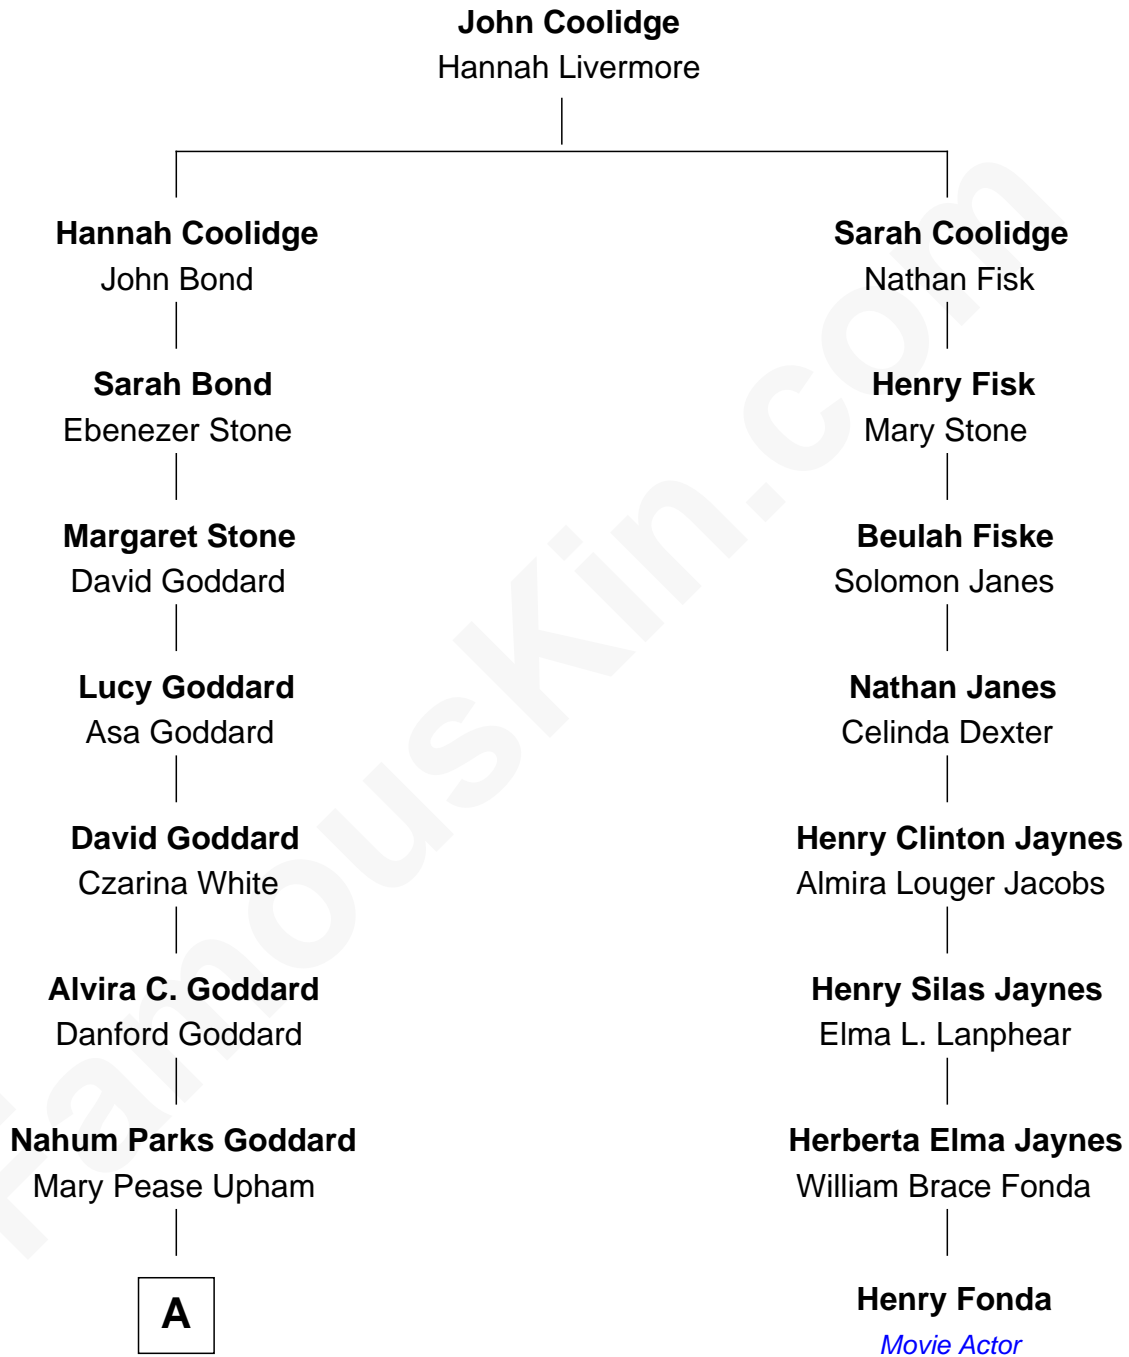 John Coolidge
Hannah Livermore
Hannah Coolidge
John Bond
Sarah Bond
Ebenezer Stone
Margaret Stone
David Goddard
Lucy Goddard
Asa Goddard
David Goddard
Czarina White
Alvira C. Goddard
Danford Goddard
Nahum Parks Goddard
Mary Pease Upham
A
Sarah Coolidge
Nathan Fisk
Henry Fisk
Mary Stone
Beulah Fiske
Solomon Janes
Nathan Janes
Celinda Dexter
Henry Clinton Jaynes
Almira Louger Jacobs
Henry Silas Jaynes
Elma L. Lanphear
Herberta Elma Jaynes
William Brace Fonda
Henry Fonda
Movie Actor
FamousKin.com